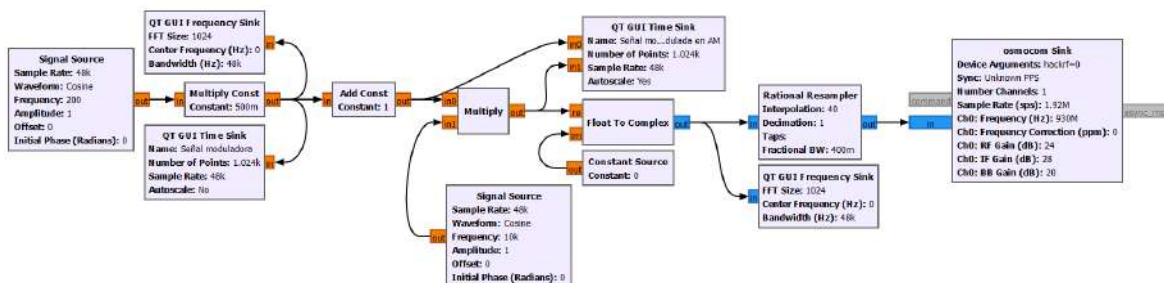 Signal Source
Sample Rate: 48k
Waveform: Cosine
Frequency: 200
Amplitude: 1
Offset: 0
Initial Phase (Radians): 0
out
QT GUI Frequency Sink
FFT Size: 1024
Center Frequency (Hz): 0
Bandwidth (Hz): 48k
in
in
Multiply Const
Constant: 500m
out
QT GUI Time Sink
Name: Señal moduladora
Number of Points: 1.024k
Sample Rate: 48k
Autoscale: No
in
in
Add Const
Constant: 1
out
in0
in1
Multiply
out
Signal Source
Sample Rate: 48k
Waveform: Cosine
Frequency: 10k
Amplitude: 1
Offset: 0
Initial Phase (Radians): 0
out
in0
in1
QT GUI Time Sink
Name: Señal mo...dulada en AM
Number of Points: 1.024k
Sample Rate: 48k
Autoscale: Yes
re
im
Float To Complex
out
out
Constant Source
Constant: 0
in
Rational Resampler
Interpolation: 40
Decimation: 1
Taps:
Fractional BW: 400m
out
in
QT GUI Frequency Sink
FFT Size: 1024
Center Frequency (Hz): 0
Bandwidth (Hz): 48k
command
in
osmocom Sink
Device Arguments: hackrf=0
Sync: Unknown PPS
Number Channels: 1
Sample Rate (sps): 1.92M
Ch0: Frequency (Hz): 930M
Ch0: Frequency Correction (ppm): 0
Ch0: RF Gain (dB): 24
Ch0: IF Gain (dB): 28
Ch0: BB Gain (dB): 20